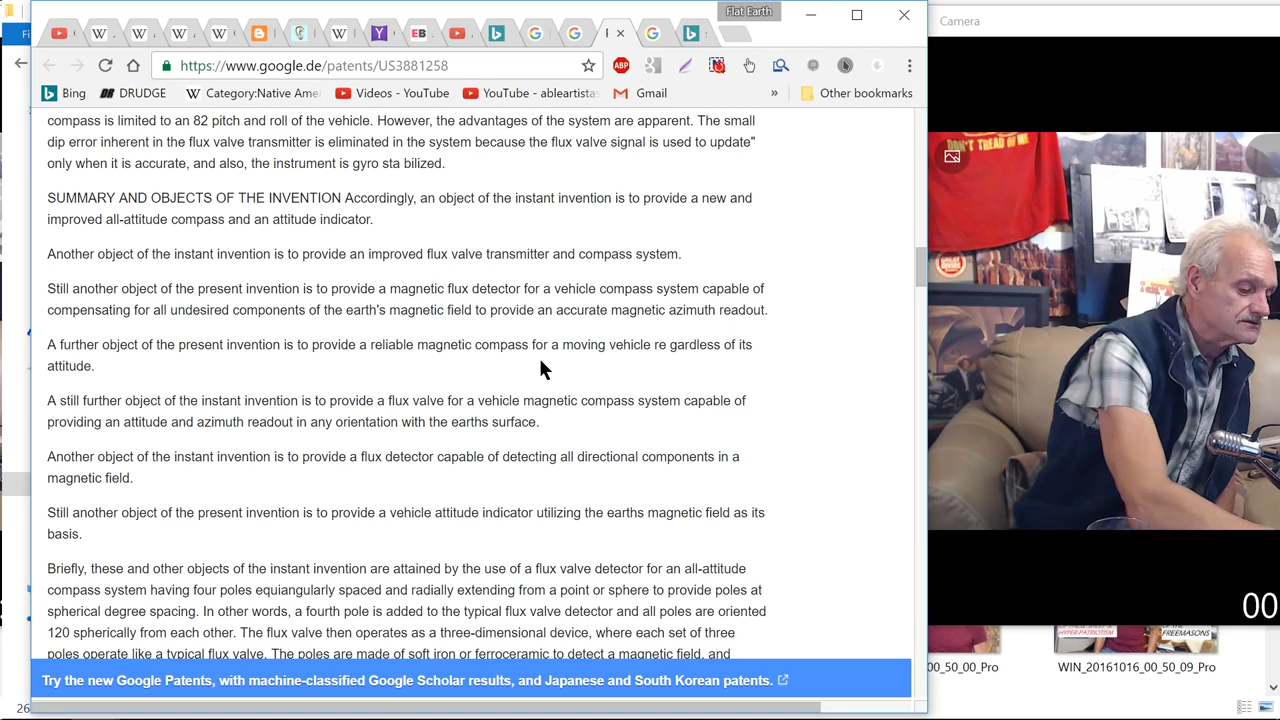 Flat Earth
Camera
https://www.google.de/patents/US3881258
ABP
Bing
DRUDGE
Category:Native Ame
Videos - YouTube
YouTube - ableartista
Gmail
»
Other bookmarks
compass is limited to an 82 pitch and roll of the vehicle. However, the advantages of the system are apparent. The small
dip error inherent in the flux valve transmitter is eliminated in the system because the flux valve signal is used to update"
only when it is accurate, and also, the instrument is gyro sta bilized.
SUMMARY AND OBJECTS OF THE INVENTION Accordingly, an object of the instant invention is to provide a new and
improved all-attitude compass and an attitude indicator.
Another object of the instant invention is to provide an improved flux valve transmitter and compass system.
Still another object of the present invention is to provide a magnetic flux detector for a vehicle compass system capable of
compensating for all undesired components of the earth's magnetic field to provide an accurate magnetic azimuth readout.
A further object of the present invention is to provide a reliable magnetic compass for a moving vehicle re gardless of its
attitude.
A still further object of the instant invention is to provide a flux valve for a vehicle magnetic compass system capable of
providing an attitude and azimuth readout in any orientation with the earths surface.
Another object of the instant invention is to provide a flux detector capable of detecting all directional components in a
magnetic field.
Still another object of the present invention is to provide a vehicle attitude indicator utilizing the earths magnetic field as its
basis.
Briefly, these and other objects of the instant invention are attained by the use of a flux valve detector for an all-attitude
compass system having four poles equiangularly spaced and radially extending from a point or sphere to provide poles at
spherical degree spacing. In other words, a fourth pole is added to the typical flux valve detector and all poles are oriented
120 spherically from each other. The flux valve then operates as a three-dimensional device, where each set of three
poles operate like a typical flux valve. The poles are made of soft iron or ferroceramic to detect a magnetic field, and
Try the new Google Patents, with machine-classified Google Scholar results, and Japanese and South Korean patents.
DON'T TREAD ON ME
00
HYPER-PATRIOTISM
OF THE
FREEMASONS
00_50_00_Pro
WIN_20161016_00_50_09_Pro
26